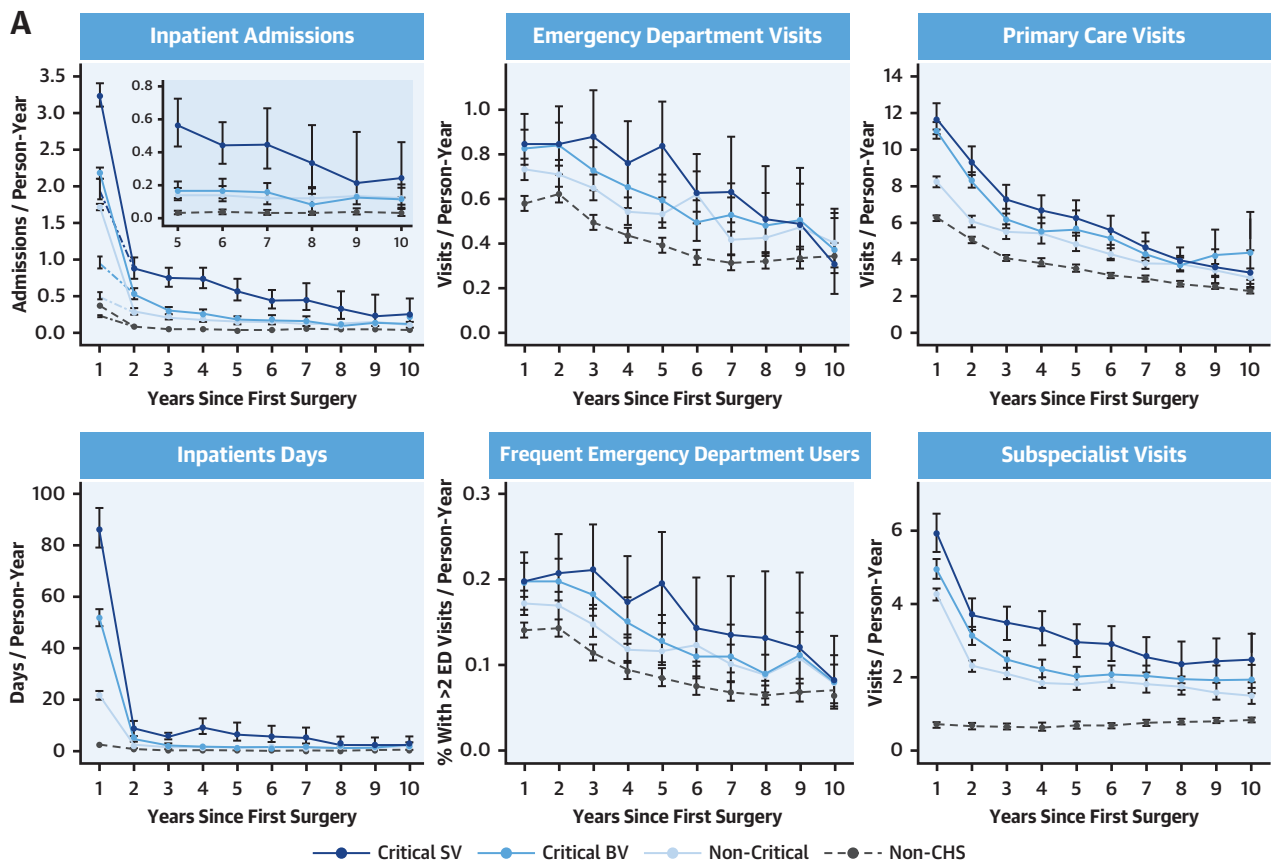 A
Inpatient Admissions
Admissions / Person-Year
3.5
3.0
2.5
2.0
1.5
1.0
0.5
0.0
0.8
0.6
0.4
0.2
0.0
5 6 7 8 9 10
1 2 3 4 5 6 7 8 9 10
Years Since First Surgery
Emergency Department Visits
Visits / Person-Year
1.0
0.8
0.6
0.4
0.2
0.0
1 2 3 4 5 6 7 8 9 10
Years Since First Surgery
Primary Care Visits
Visits / Person-Year
14
12
10
8
6
4
2
0
1 2 3 4 5 6 7 8 9 10
Years Since First Surgery
Inpatients Days
Days / Person-Year
100
80
60
40
20
0
1 2 3 4 5 6 7 8 9 10
Years Since First Surgery
Frequent Emergency Department Users
% With >2 ED Visits / Person-Year
0.3
0.2
0.1
0.0
1 2 3 4 5 6 7 8 9 10
Years Since First Surgery
Subspecialist Visits
Visits / Person-Year
6
4
2
0
1 2 3 4 5 6 7 8 9 10
Years Since First Surgery
Critical SV Critical BV Non-Critical Non-CHS